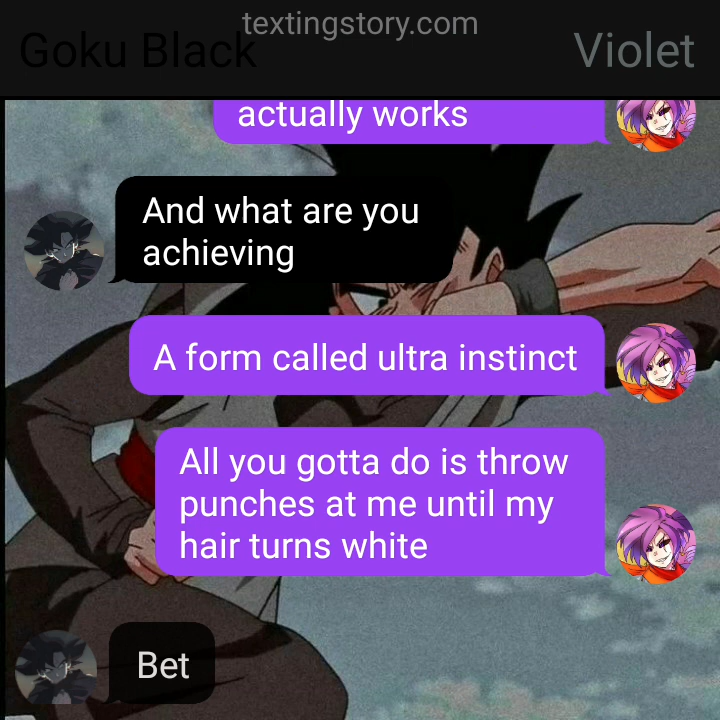 textingstory.com
Goku Black
Violet
actually works
And what are you
achieving
A form called ultra instinct
All you gotta do is throw
punches at me until my
hair turns white
Bet